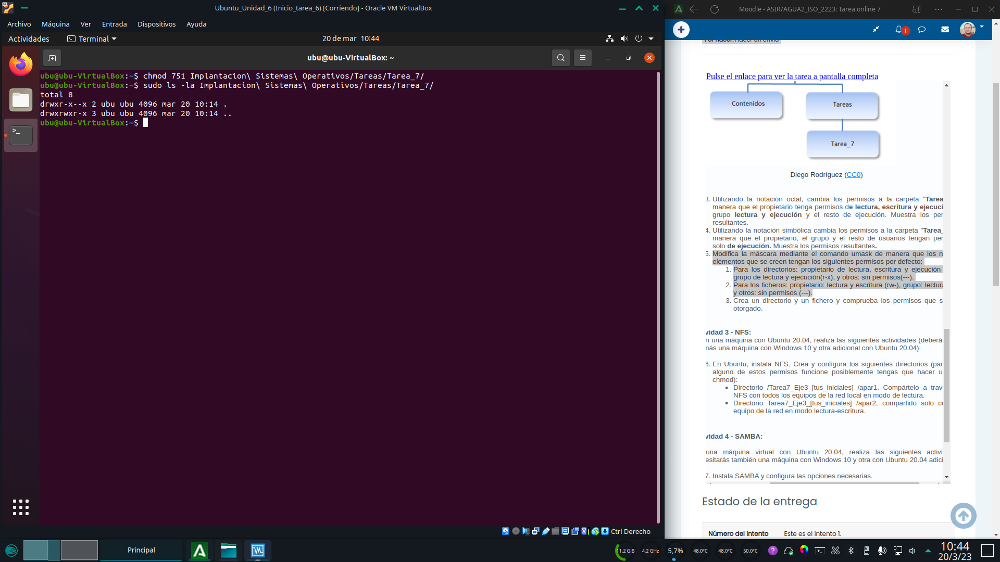 Ubuntu_Unidad_6 (Inicio_tarea_6) [Corriendo] - Oracle VM VirtualBox
Archivo Máquina Ver Entrada Dispositivos Ayuda
Actividades Terminal 20 de mar 10:44
ubu@ubu-VirtualBox: ~
ubu@ubu-VirtualBox:~$ chmod 751 Implantacion\ Sistemas\ Operativos/Tareas/Tarea_7/
ubu@ubu-VirtualBox:~$ sudo ls -la Implantacion\ Sistemas\ Operativos/Tareas/Tarea_7/
total 8
drwxr-x--x 2 ubu ubu 4096 mar 20 10:14 .
drwxrwxr-x 3 ubu ubu 4096 mar 20 10:14 ..
ubu@ubu-VirtualBox:~$
Ctrl Derecho
Moodle - ASIR/AGUA2_ISO_2223: Tarea online 7
1
Pulse el enlace para ver la tarea a pantalla completa
Contenidos
Tareas
Tarea_7
Diego Rodríguez (CC0)
3. Utilizando la notación octal, cambia los permisos a la carpeta "Tarea
manera que el propietario tenga permisos de lectura, escritura y ejecuci
grupo lectura y ejecución y el resto de ejecución. Muestra los per
resultantes.
4. Utilizando la notación simbólica cambia los permisos a la carpeta "Tarea_
manera que el propietario, el grupo y el resto de usuarios tengan per
solo de ejecución. Muestra los permisos resultantes.
5. Modifica la máscara mediante el comando umask de manera que los n
elementos que se creen tengan los siguientes permisos por defecto:
1. Para los directorios: propietario de lectura, escritura y ejecución
grupo de lectura y ejecución(r-x), y otros: sin permisos(---).
2. Para los ficheros: propietario: lectura y escritura (rw-), grupo: lectura
y otros: sin permisos (---).
3. Crea un directorio y un fichero y comprueba los permisos que s
otorgado.
vidad 3 - NFS:
n una máquina con Ubuntu 20.04, realiza las siguientes actividades (deberá
más una máquina con Windows 10 y otra adicional con Ubuntu 20.04):
6. En Ubuntu, instala NFS. Crea y configura los siguientes directorios (par
alguno de estos permisos funcione posiblemente tengas que hacer u
chmod):
▪ Directorio /Tarea7_Eje3_[tus_iniciales] /apar1. Compártelo a trav
NFS con todos los equipos de la red local en modo de lectura.
▪ Directorio Tarea7_Eje3_[tus_iniciales] /apar2, compartido solo co
equipo de la red en modo lectura-escritura.
vidad 4 - SAMBA:
una máquina virtual con Ubuntu 20.04, realiza las siguientes activi
esitarás también una máquina con Windows 10 y otra con Ubuntu 20.04 adici
7. Instala SAMBA y configura las opciones necesarias.
Estado de la entrega
Número del Intento Este es el intento 1.
Principal
11,2 GiB 4,2 GHz 5,7% 48,0°C 48,0°C 50,0°C
10:44
20/3/23